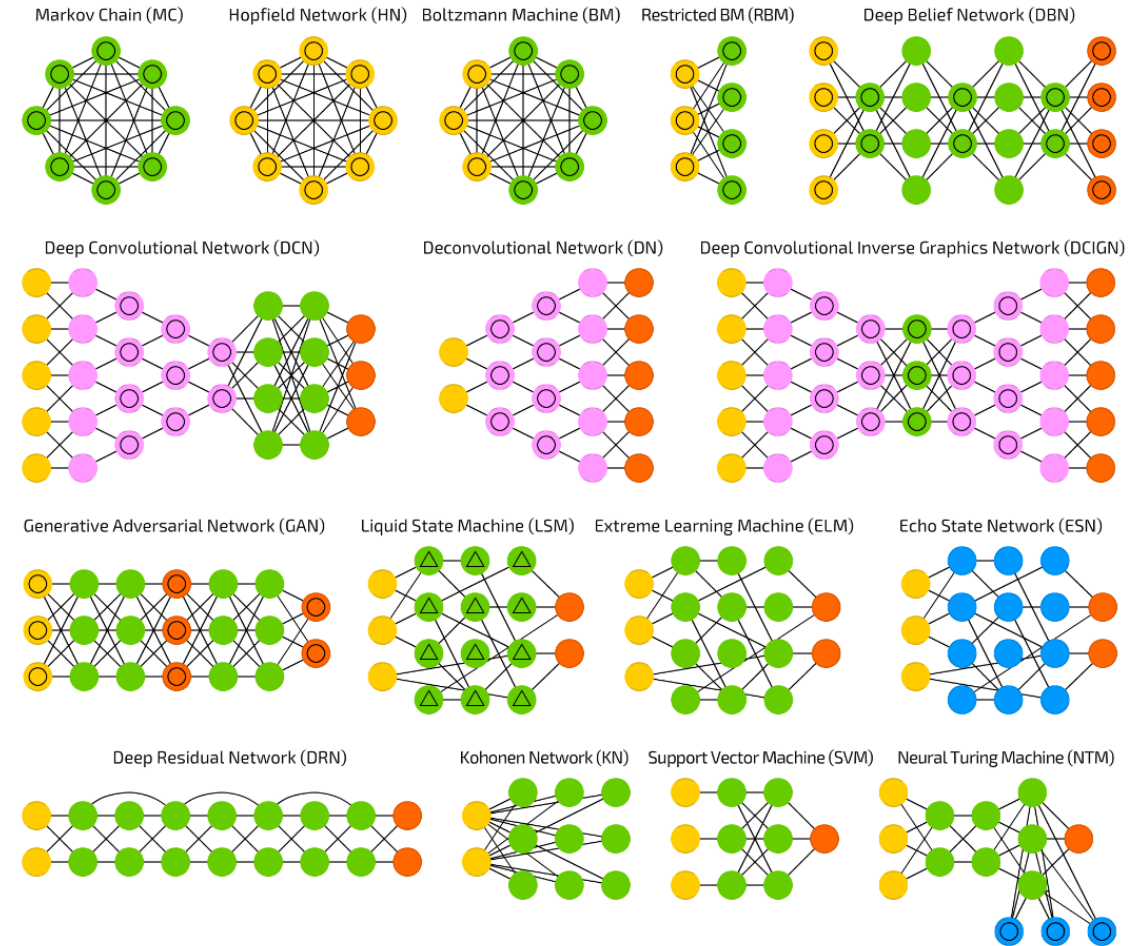 Markov Chain (MC)
Hopfield Network (HN)
Boltzmann Machine (BM)
Restricted BM (RBM)
Deep Belief Network (DBN)
Deep Convolutional Network (DCN)
Deconvolutional Network (DN)
Deep Convolutional Inverse Graphics Network (DCIGN)
Generative Adversarial Network (GAN)
Liquid State Machine (LSM)
Extreme Learning Machine (ELM)
Echo State Network (ESN)
Deep Residual Network (DRN)
Kohonen Network (KN)
Support Vector Machine (SVM)
Neural Turing Machine (NTM)